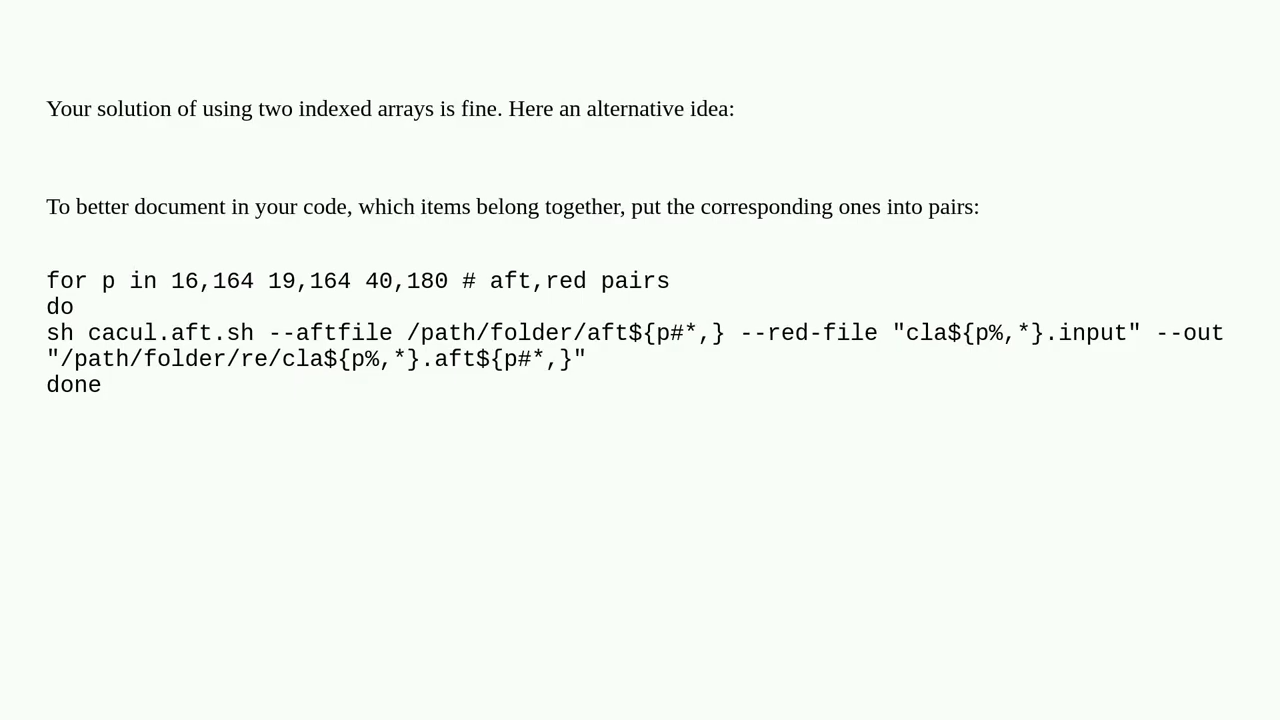 Your solution of using two indexed arrays is fine. Here an alternative idea:
To better document in your code, which items belong together, put the corresponding ones into pairs:
for p in 16,164 19,164 40,180 # aft,red pairs
do
sh cacul.aft.sh --aftfile /path/folder/aft${p#*,} --red-file "cla${p%,*}.input" --out
"/path/folder/re/cla${p%,*}.aft${p#*,}"
done